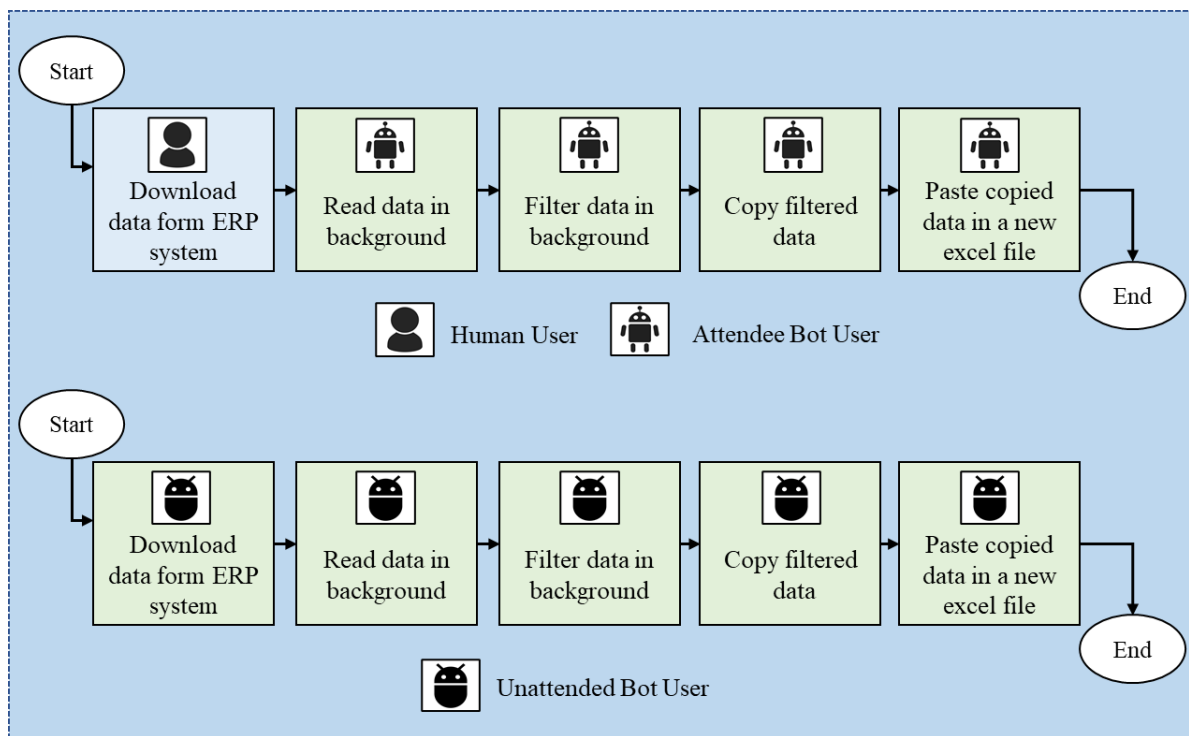 Start
Download
data form ERP
system
Read data in
background
Filter data in
background
Copy filtered
data
Paste copied
data in a new
excel file
End
Human User
Attendee Bot User
Start
Download
data form ERP
system
Read data in
background
Filter data in
background
Copy filtered
data
Paste copied
data in a new
excel file
End
Unattended Bot User